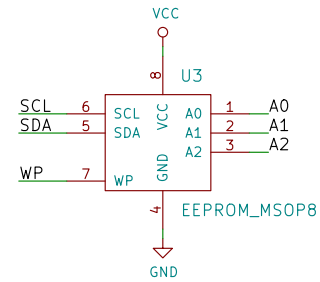 VCC
8 U3
SCL 6 SCL VCC A0 1 A0
SDA 5 SDA A1 2 A1
A2 3 A2
WP 7 WP GND
4 EEPROM_MSOP8
GND